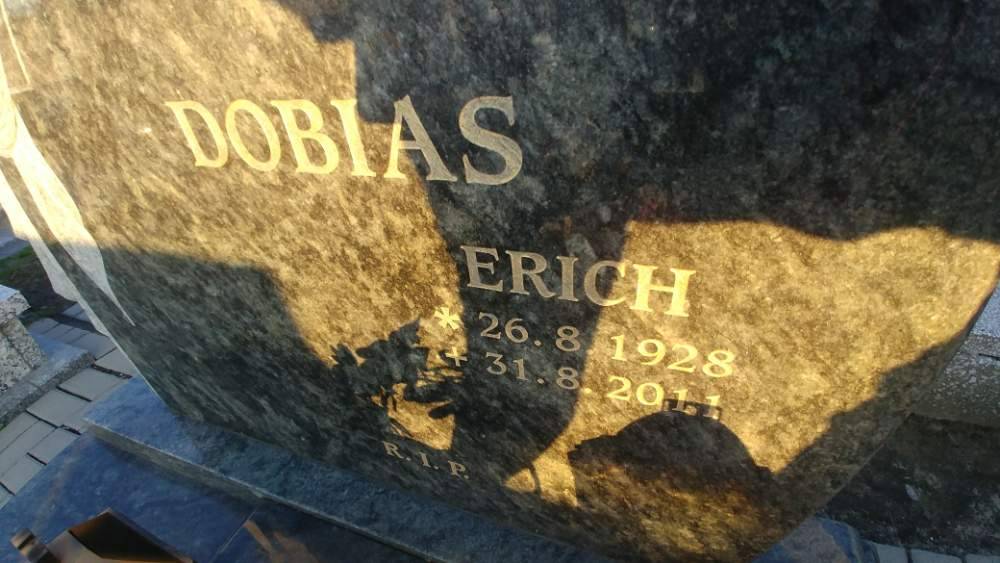 DOBIAS
ERICH
* 26. 8. 1928
+ 31. 8. 2011
R. I. P.